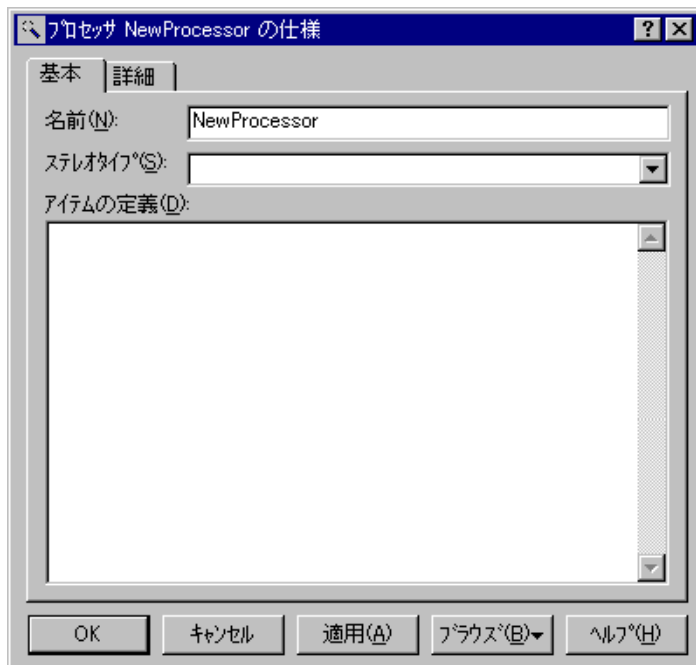 ﾌﾟﾛｾｯｻ NewProcessor の仕様
基本 詳細
名前(N): NewProcessor
ｽﾃﾚｵﾀｲﾌﾟ(S):
ｱｲﾃﾑの定義(D):
OK ｷｬﾝｾﾙ 適用(A) ﾌﾞﾗｳｽﾞ(B) ﾍﾙﾌﾟ(H)